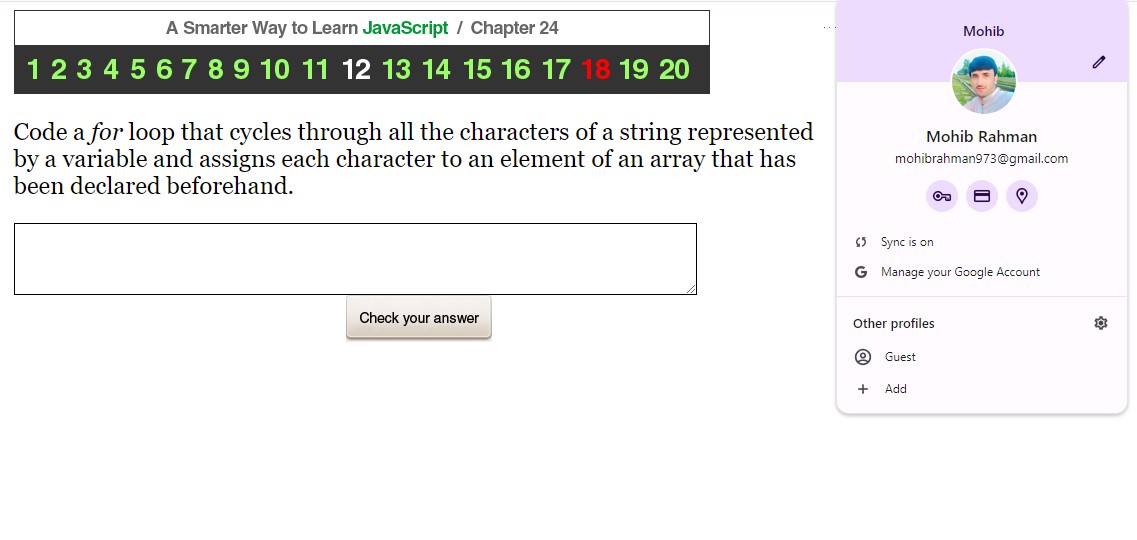 A Smarter Way to Learn JavaScript / Chapter 24
1 2 3 4 5 6 7 8 9 10 11 12 13 14 15 16 17 18 19 20
Code a for loop that cycles through all the characters of a string represented
by a variable and assigns each character to an element of an array that has
been declared beforehand.
Check your answer
Mohib
Mohib Rahman
mohibrahman973@gmail.com
Sync is on
G Manage your Google Account
Other profiles
Guest
+ Add